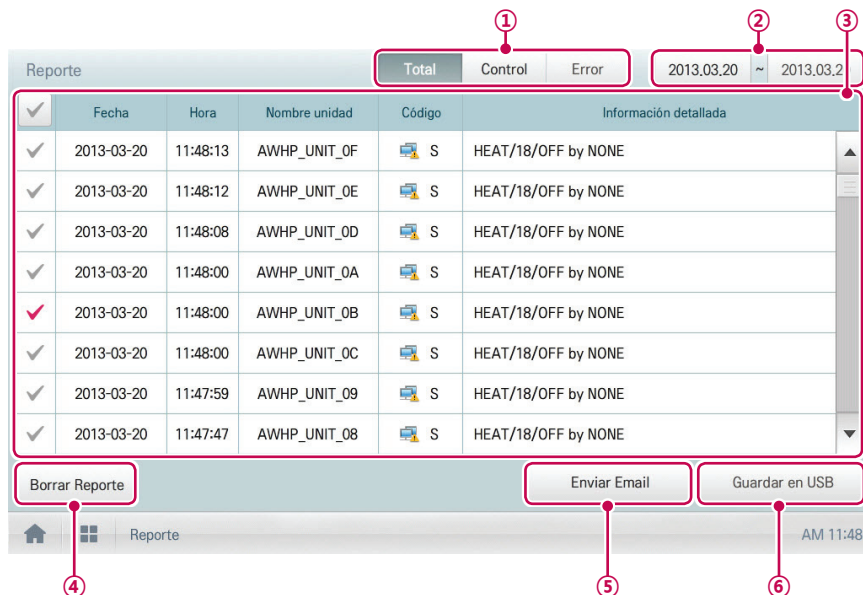 ① ② ③
Reporte Total Control Error 2013.03.20 ~ 2013.03.2
Fecha Hora Nombre unidad Código Información detallada
2013-03-20 11:48:13 AWHP_UNIT_0F S HEAT/18/OFF by NONE
2013-03-20 11:48:12 AWHP_UNIT_0E S HEAT/18/OFF by NONE
2013-03-20 11:48:08 AWHP_UNIT_0D S HEAT/18/OFF by NONE
2013-03-20 11:48:00 AWHP_UNIT_0A S HEAT/18/OFF by NONE
2013-03-20 11:48:00 AWHP_UNIT_0B S HEAT/18/OFF by NONE
2013-03-20 11:48:00 AWHP_UNIT_0C S HEAT/18/OFF by NONE
2013-03-20 11:47:59 AWHP_UNIT_09 S HEAT/18/OFF by NONE
2013-03-20 11:47:47 AWHP_UNIT_08 S HEAT/18/OFF by NONE
Borrar Reporte Enviar Email Guardar en USB
Reporte AM 11:48
④ ⑤ ⑥